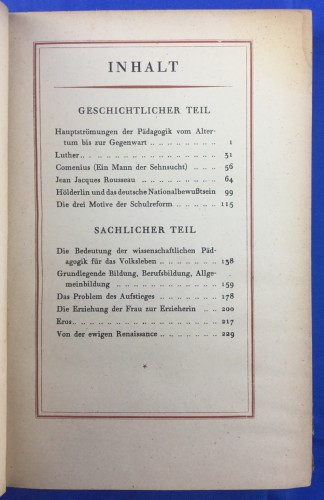 INHALT
GESCHICHTLICHER TEIL
Hauptströmungen der Pädagogik vom Alter-
tum bis zur Gegenwart . . . . . . . . 1
Luther . . . . . . . . . . . . . . . 31
Comenius (Ein Mann der Sehnsucht) . . . . 56
Jean Jacques Rousseau . . . . . . . . . 64
Hölderlin und das deutsche Nationalbewußtsein 99
Die drei Motive der Schulreform . . . . . 115
SACHLICHER TEIL
Die Bedeutung der wissenschaftlichen Päd-
agogik für das Volksleben . . . . . . . 138
Grundlegende Bildung, Berufsbildung, Allge-
meinbildung . . . . . . . . . . . . 159
Das Problem des Aufstieges . . . . . . . 178
Die Erziehung der Frau zur Erzieherin . . . 200
Eros . . . . . . . . . . . . . . . . 217
Von der ewigen Renaissance . . . . . . . 229
*